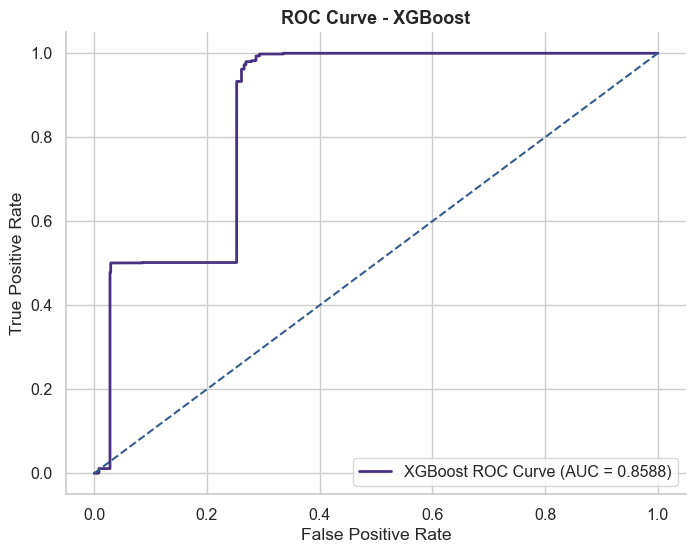 ROC Curve - XGBoost
True Positive Rate
1.0
0.8
0.6
0.4
0.2
0.0
XGBoost ROC Curve (AUC = 0.8588)
0.0 0.2 0.4 0.6 0.8 1.0
False Positive Rate